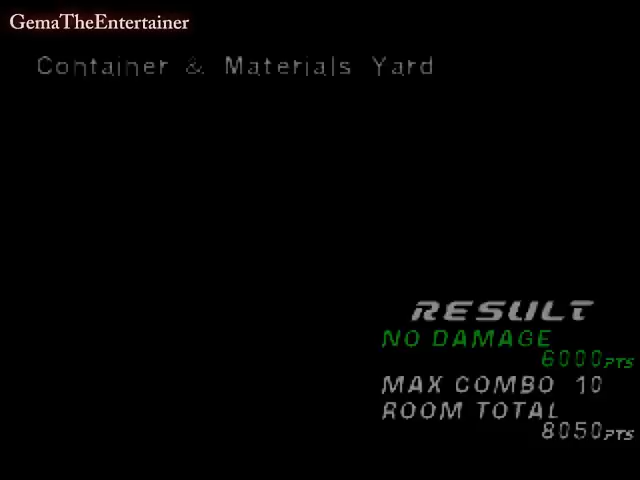 GemaTheEntertainer
Container & Materials Yard
RESULT
NO DAMAGE
6000PTS
MAX COMBO 10
ROOM TOTAL
8050PTS